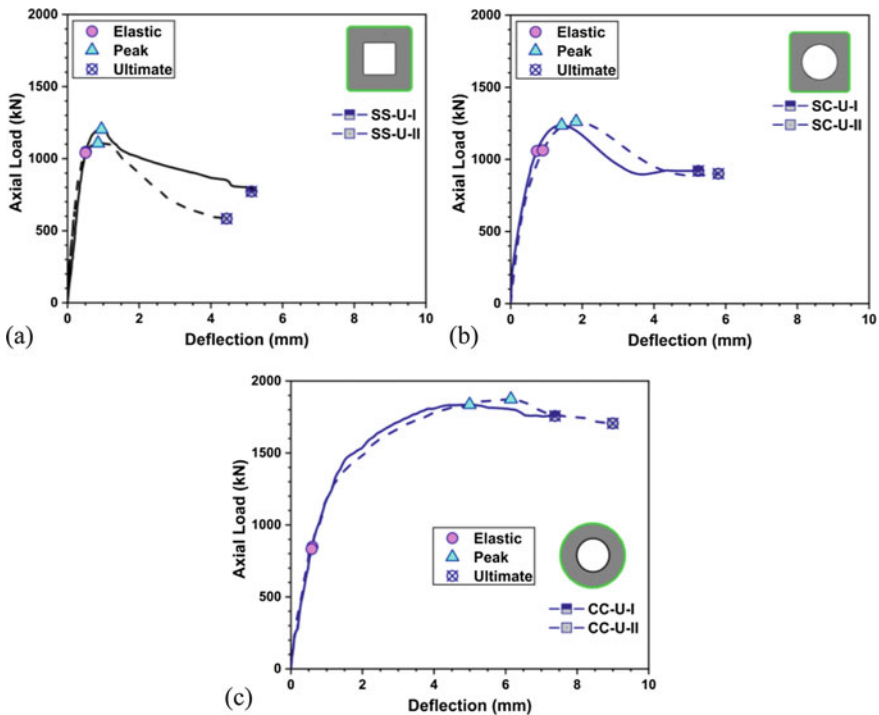 2000
1500
1000
500
0
Axial Load (kN)
Elastic
Peak
Ultimate
SS-U-I
SS-U-II
0 2 4 6 8 10
Deflection (mm)
(a)
2000
1500
1000
500
0
Axial Load (kN)
Elastic
Peak
Ultimate
SC-U-I
SC-U-II
0 2 4 6 8 10
Deflection (mm)
(b)
2000
1500
1000
500
0
Axial Load (kN)
Elastic
Peak
Ultimate
CC-U-I
CC-U-II
0 2 4 6 8 10
Deflection (mm)
(c)